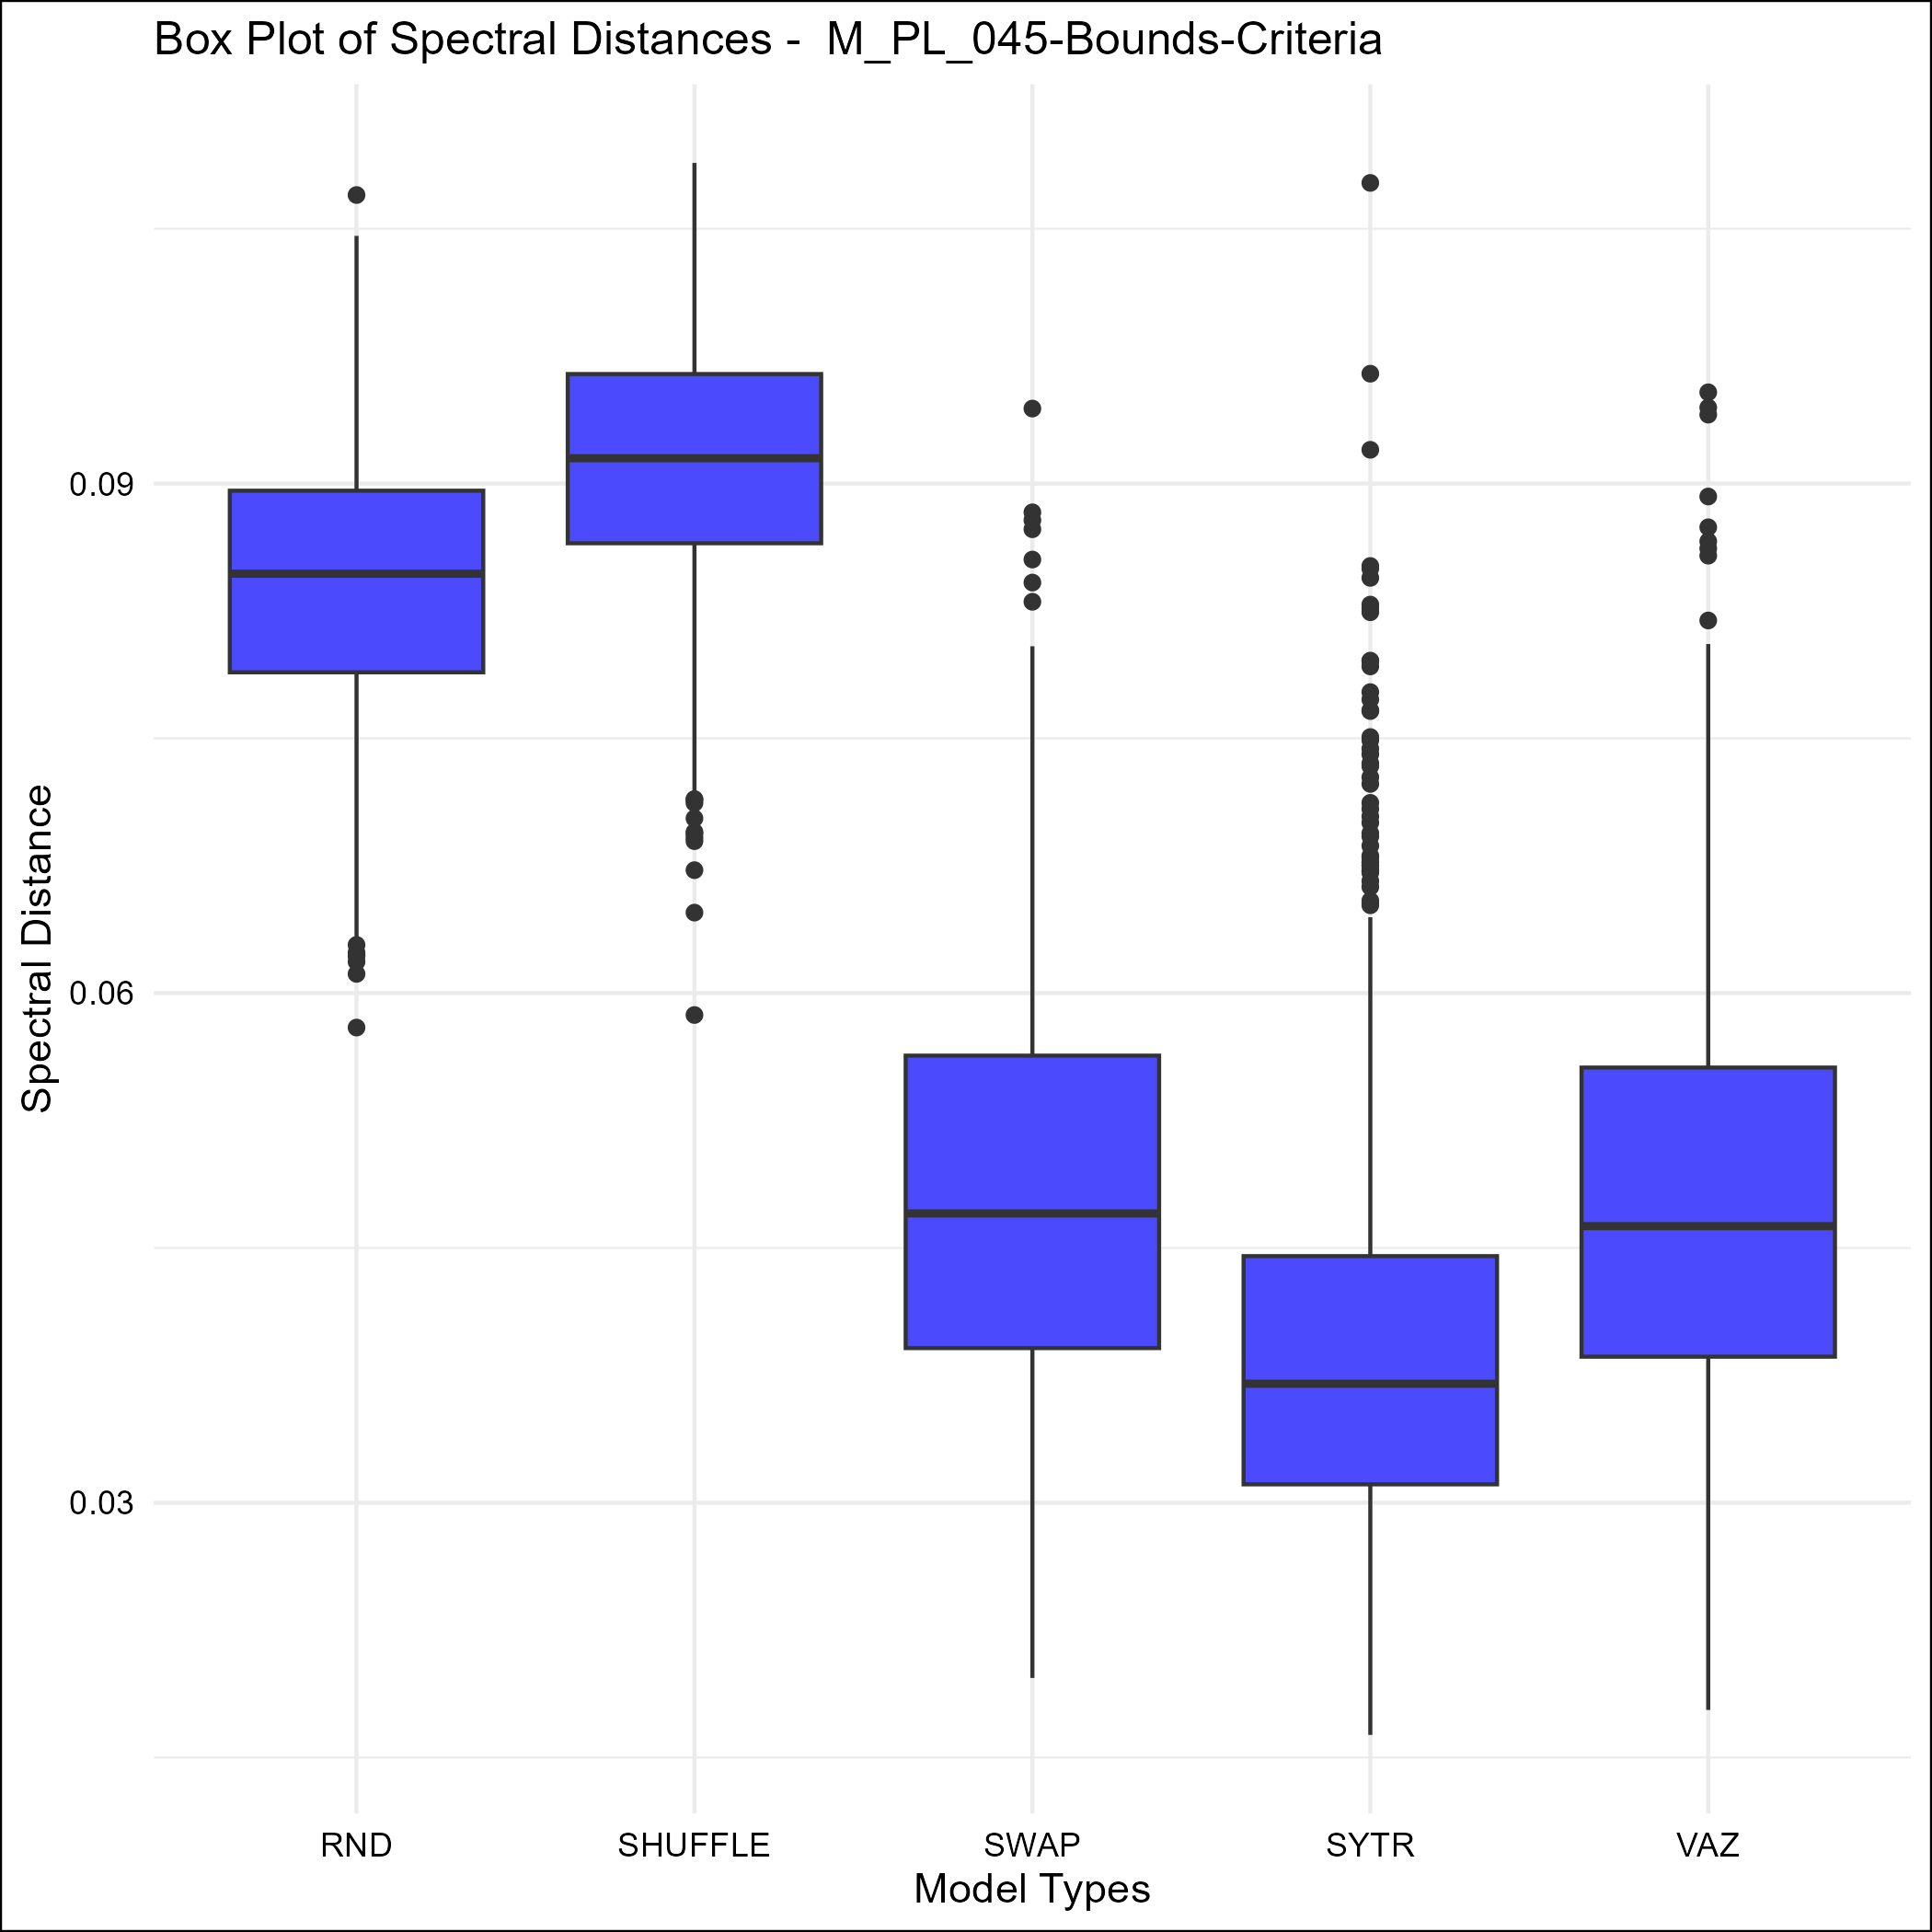 Box Plot of Spectral Distances -  M_PL_045-Bounds-Criteria
Spectral Distance
0.09
0.06
0.03
RND SHUFFLE SWAP SYTR VAZ
Model Types